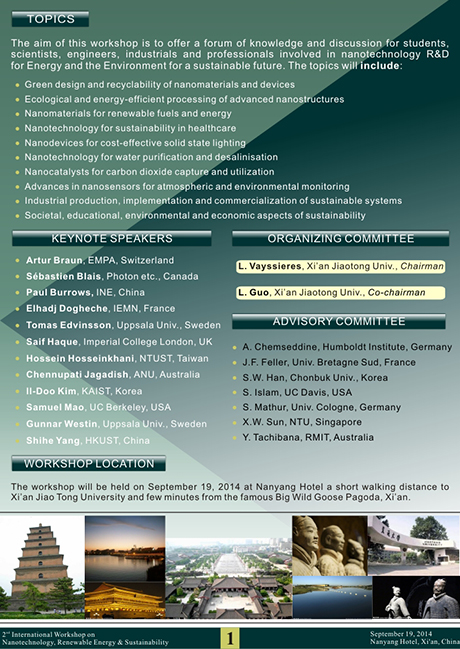 TOPICS
The aim of this workshop is to offer a forum of knowledge and discussion for students,
scientists, engineers, industrials and professionals involved in nanotechnology R&D
for Energy and the Environment for a sustainable future. The topics will include:
Green design and recyclability of nanomaterials and devices
Ecological and energy-efficient processing of advanced nanostructures
Nanomaterials for renewable fuels and energy
Nanotechnology for sustainability in healthcare
Nanodevices for cost-effective solid state lighting
Nanotechnology for water purification and desalinisation
Nanocatalysts for carbon dioxide capture and utilization
Advances in nanosensors for atmospheric and environmental monitoring
Industrial production, implementation and commercialization of sustainable systems
Societal, educational, environmental and economic aspects of sustainability
KEYNOTE SPEAKERS
Artur Braun, EMPA, Switzerland
Sébastien Blais, Photon etc., Canada
Paul Burrows, INE, China
Elhadj Dogheche, IEMN, France
Tomas Edvinsson, Uppsala Univ., Sweden
Saif Haque, Imperial College London, UK
Hossein Hosseinkhani, NTUST, Taiwan
Chennupati Jagadish, ANU, Australia
Il-Doo Kim, KAIST, Korea
Samuel Mao, UC Berkeley, USA
Gunnar Westin, Uppsala Univ., Sweden
Shihe Yang, HKUST, China
ORGANIZING COMMITTEE
L. Vayssieres, Xi'an Jiaotong Univ., Chairman
L. Guo, Xi'an Jiaotong Univ., Co-chairman
ADVISORY COMMITTEE
A. Chemseddine, Humboldt Institute, Germany
J.F. Feller, Univ. Bretagne Sud, France
S.W. Han, Chonbuk Univ., Korea
S. Islam, UC Davis, USA
S. Mathur, Univ. Cologne, Germany
X.W. Sun, NTU, Singapore
Y. Tachibana, RMIT, Australia
WORKSHOP LOCATION
The workshop will be held on September 19, 2014 at Nanyang Hotel a short walking distance to
Xi'an Jiao Tong University and few minutes from the famous Big Wild Goose Pagoda, Xi'an.
2nd International Workshop on
Nanotechnology, Renewable Energy & Sustainability
1
September 19, 2014
Nanyang Hotel, Xi'an, China